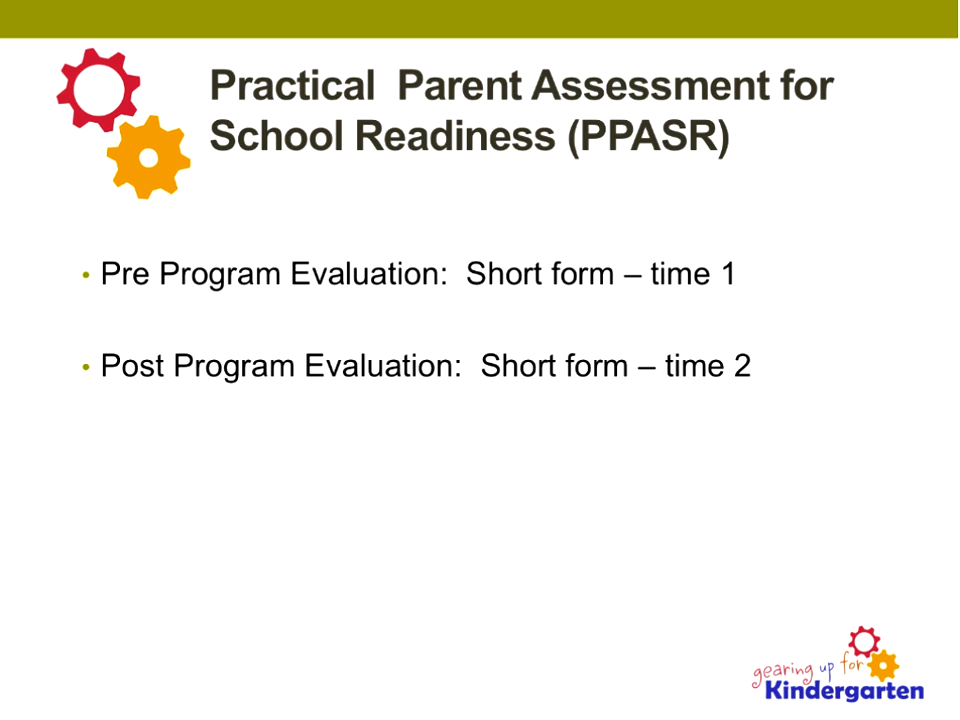 Practical  Parent Assessment for
School Readiness (PPASR)
• Pre Program Evaluation:  Short form – time 1
• Post Program Evaluation:  Short form – time 2
gearing up for
Kindergarten